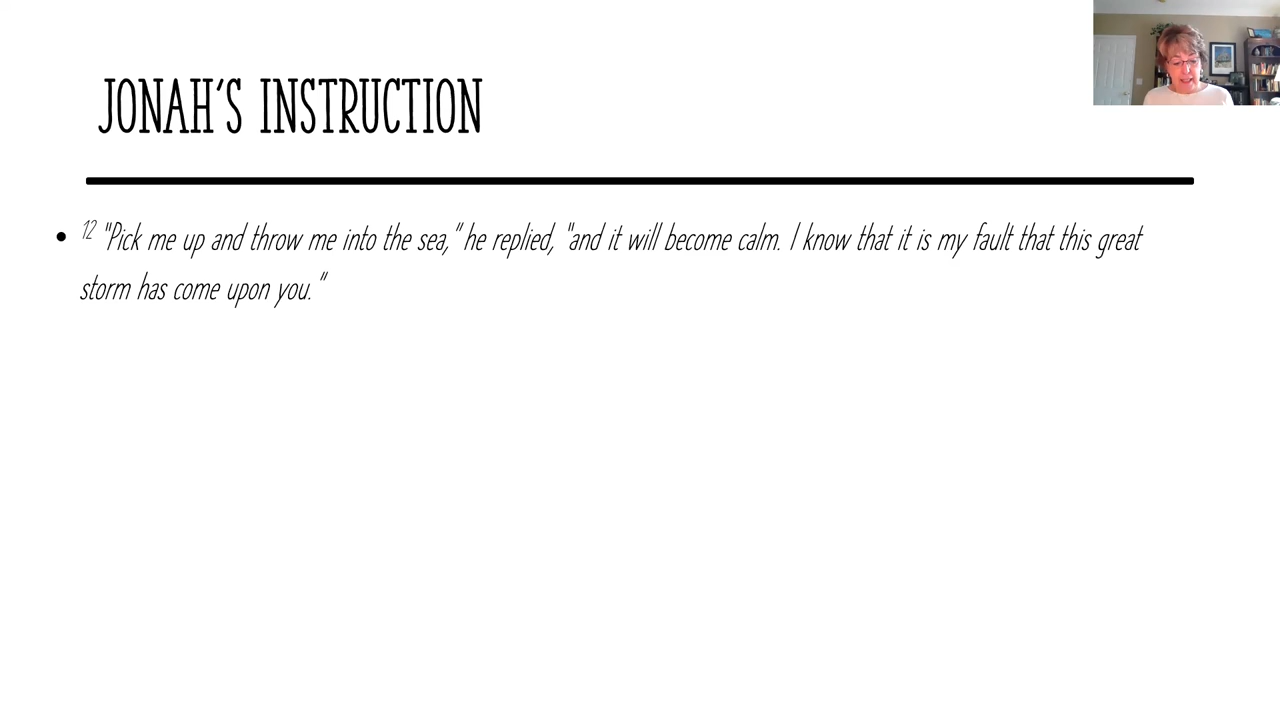 JONAH'S INSTRUCTION
• 12 "Pick me up and throw me into the sea," he replied, "and it will become calm. I know that it is my fault that this great
storm has come upon you."